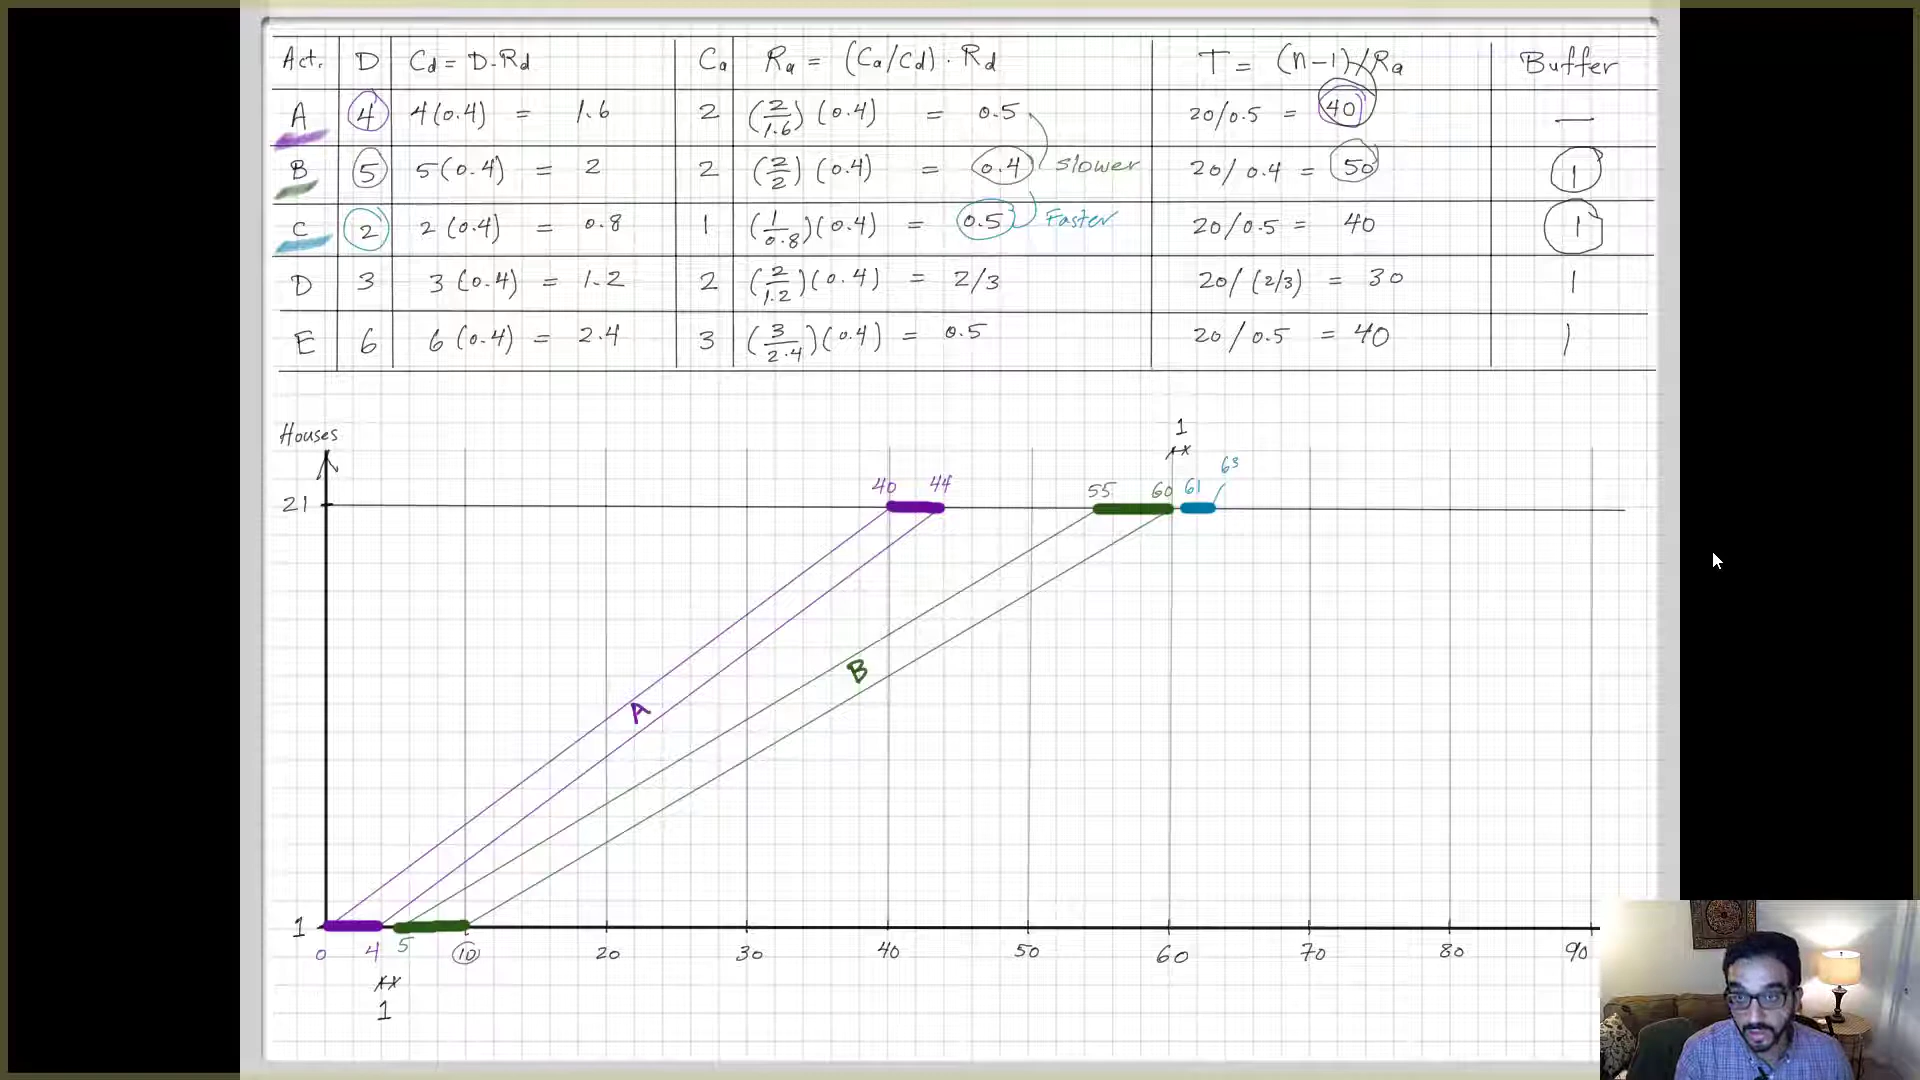 Act. D Cd = D·Rd Ca Ra = (Ca/Cd)·Rd T = (n-1)/Ra Buffer
A 4 4(0.4) = 1.6 2 (2/1.6)(0.4) = 0.5 20/0.5 = 40 —
B 5 5(0.4) = 2 2 (2/2)(0.4) = 0.4 Slower 20/0.4 = 50 1
C 2 2(0.4) = 0.8 1 (1/0.8)(0.4) = 0.5 Faster 20/0.5 = 40 1
D 3 3(0.4) = 1.2 2 (2/1.2)(0.4) = 2/3 20/(2/3) = 30 1
E 6 6(0.4) = 2.4 3 (3/2.4)(0.4) = 0.5 20/0.5 = 40 1
Houses
1
63
40 44 55 60 61
21
B
A
1
0 4 5 10 20 30 40 50 60 70 80 90
1